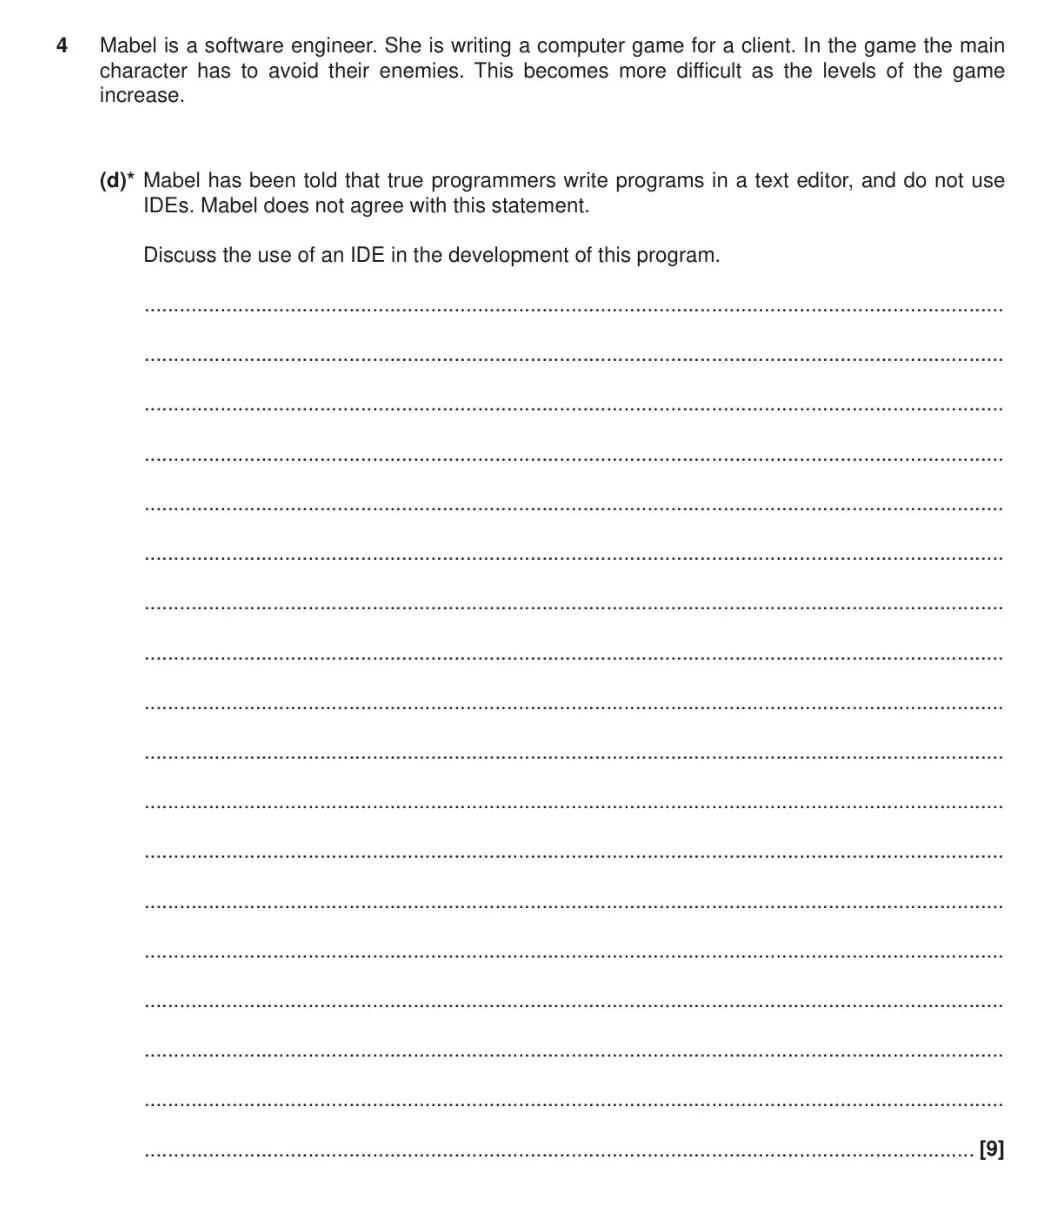 4 Mabel is a software engineer. She is writing a computer game for a client. In the game the main
character has to avoid their enemies. This becomes more difficult as the levels of the game
increase.
(d)* Mabel has been told that true programmers write programs in a text editor, and do not use
IDEs. Mabel does not agree with this statement.
Discuss the use of an IDE in the development of this program.
[9]